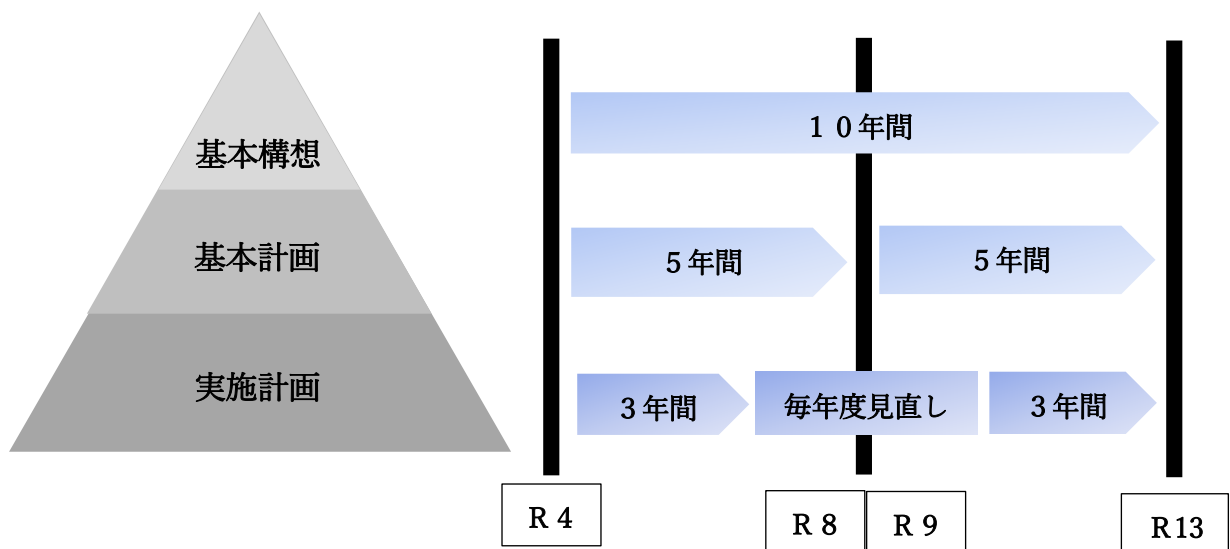 基本構想
１０年間
基本計画
５年間
５年間
実施計画
３年間
毎年度見直し
３年間
R４
R８
R９
R13